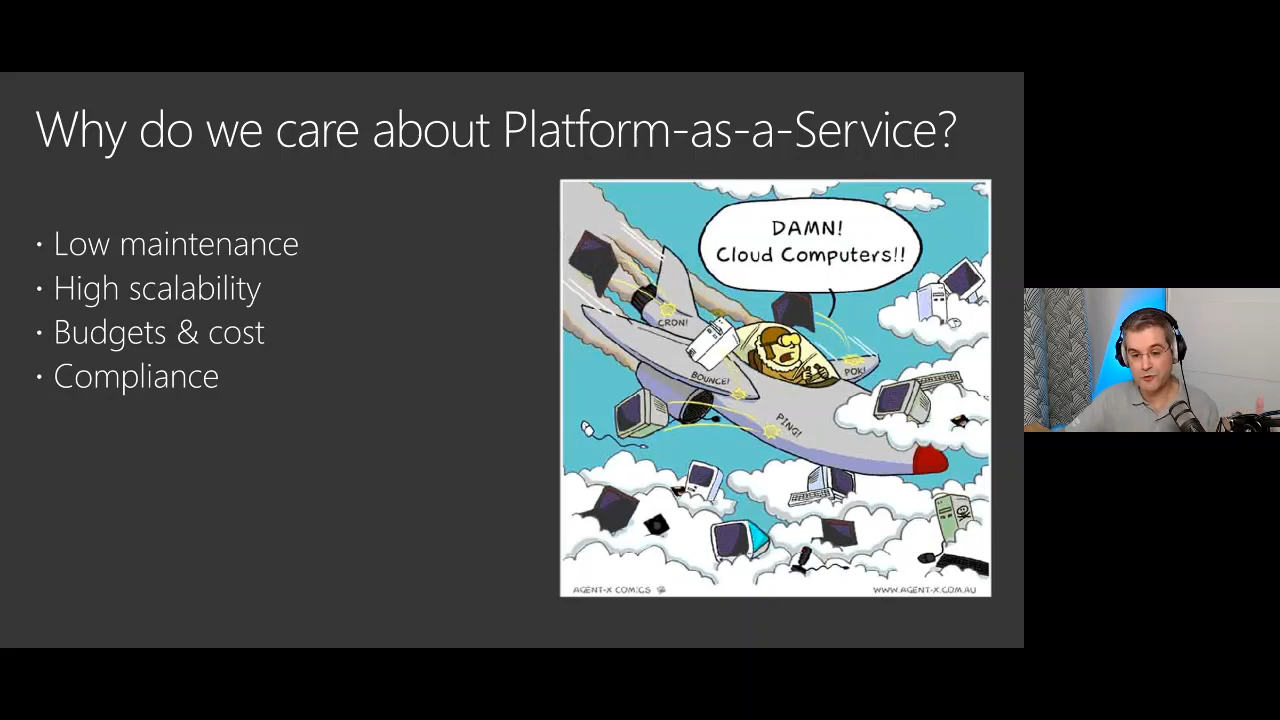 Why do we care about Platform-as-a-Service?
• Low maintenance
• High scalability
• Budgets & cost
• Compliance
DAMN!
Cloud Computers!!
CRON!
BOUNCE!
POK!
PING!
AGENT-X COMICS
WWW.AGENT-X.COM.AU